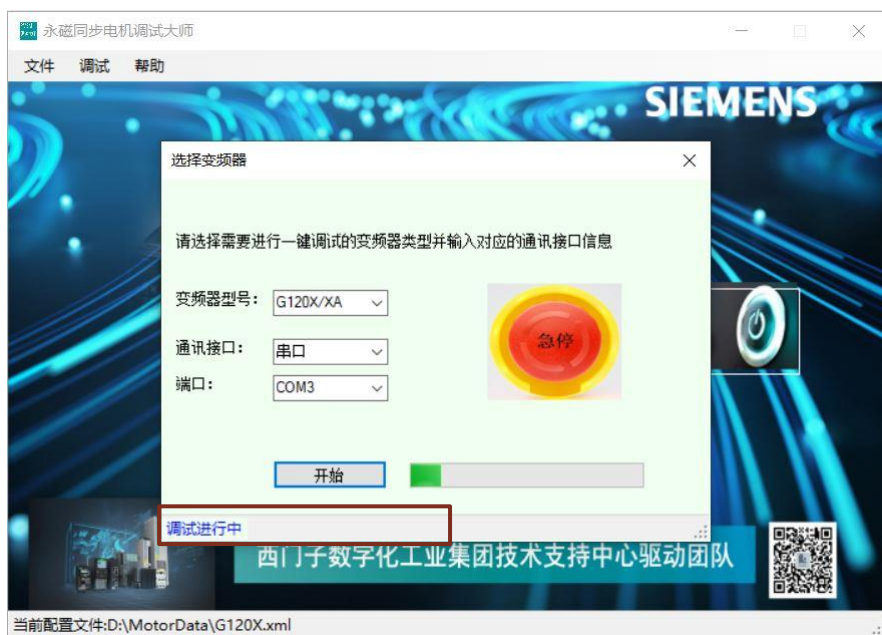 永磁同步电机调试大师
文件 调试 帮助
SIEMENS
选择变频器
请选择需要进行一键调试的变频器类型并输入对应的通讯接口信息
变频器型号: G120X/XA
通讯接口: 串口
端口: COM3
急停
开始
调试进行中
西门子数字化工业集团技术支持中心驱动团队
当前配置文件:D:\MotorData\G120X.xml